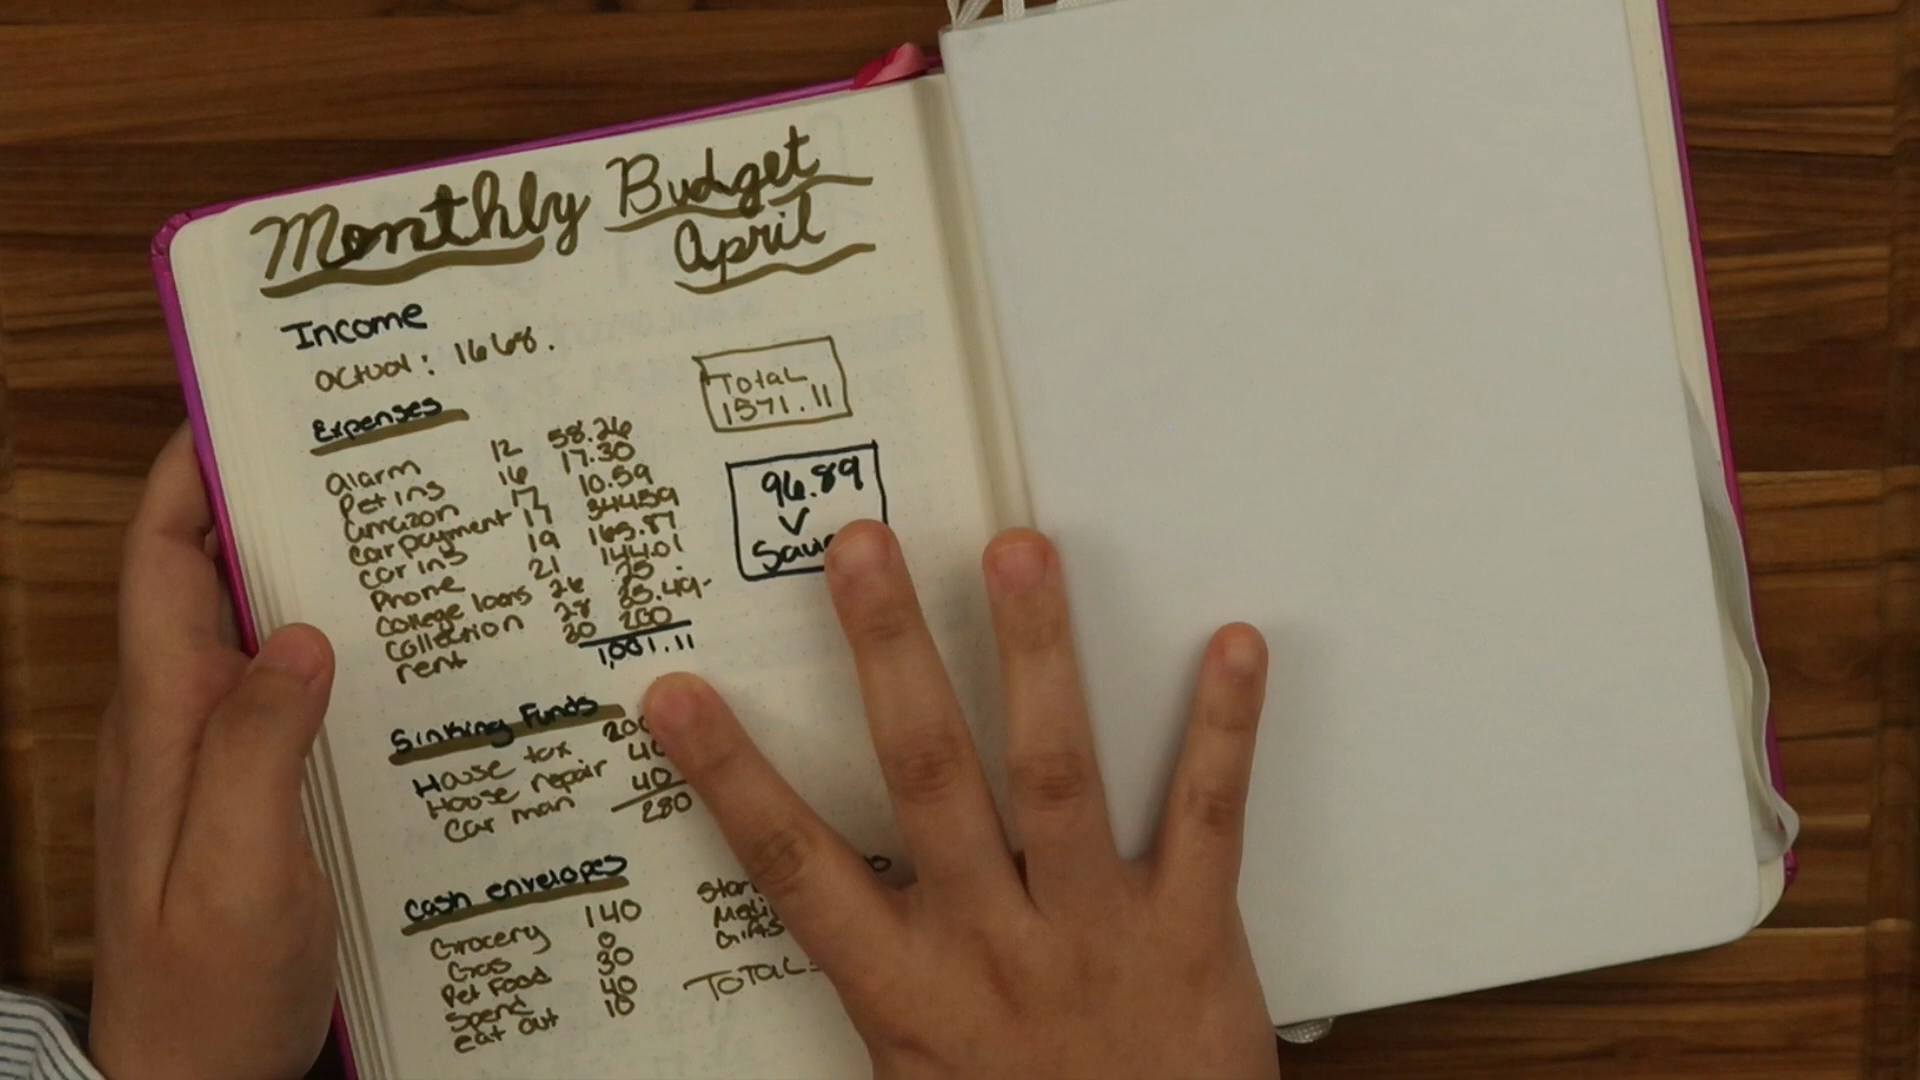 Monthly Budget
April
Income
actual: 1668.
Total
1571.11
Expenses
96.89
Alarm 12 58.26
Pet ins 16 17.30
Amazon 17 10.59
Car payment 17 344.59
Car ins 19 165.87
Phone 21 144.01
College loans 26 25.
Collection 28 35.49
rent 30 200
1,001.11
Sinking Funds
House tax 200
House repair 40
Car man 40
280
Cash envelopes
Grocery 140
Gas 0
Pet Food 30
Spend 40
eat out 10
Gifts
TOTAL=